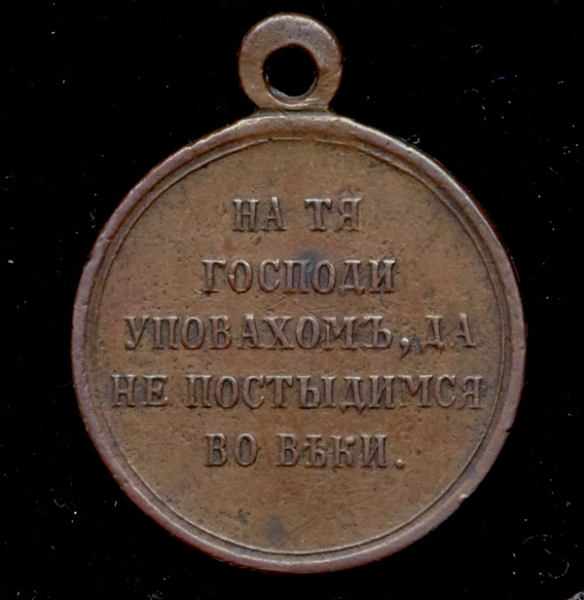 НА ТЯ
ГОСПОДИ
УПОВАХОМЪ, ДА
НЕ ПОСТЫДИМСЯ
ВО ВѢКИ.